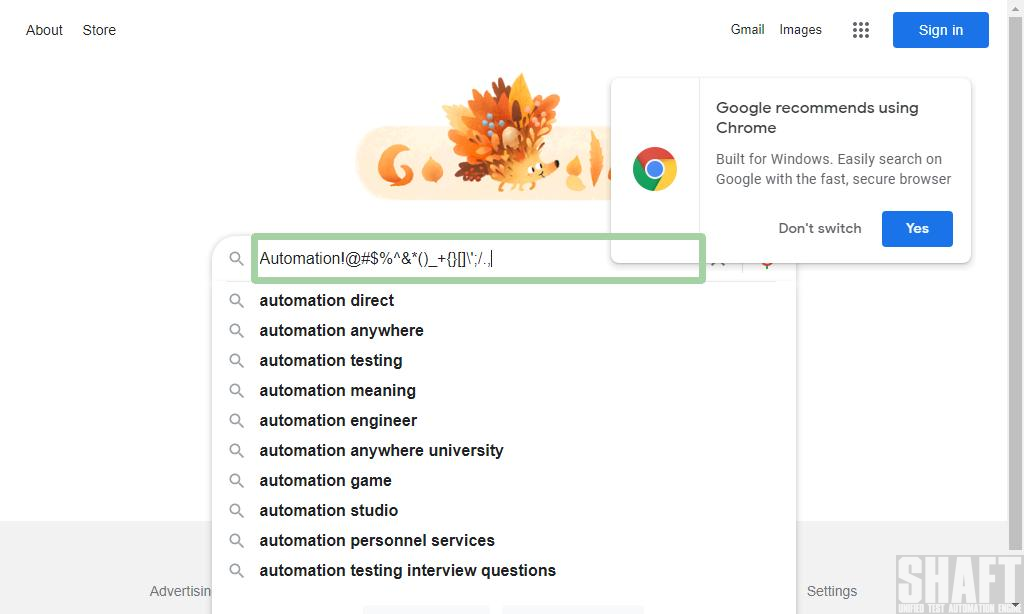 About Store Gmail Images Sign in
Google
Google recommends using
Chrome
Built for Windows. Easily search on
Google with the fast, secure browser
Don't switch Yes
Automation!@#$%^&*()_+{}[]\';/.,
automation direct
automation anywhere
automation testing
automation meaning
automation engineer
automation anywhere university
automation game
automation studio
automation personnel services
automation testing interview questions
Advertisin Settings
SHAFT
UNIFIED TEST AUTOMATION ENGI